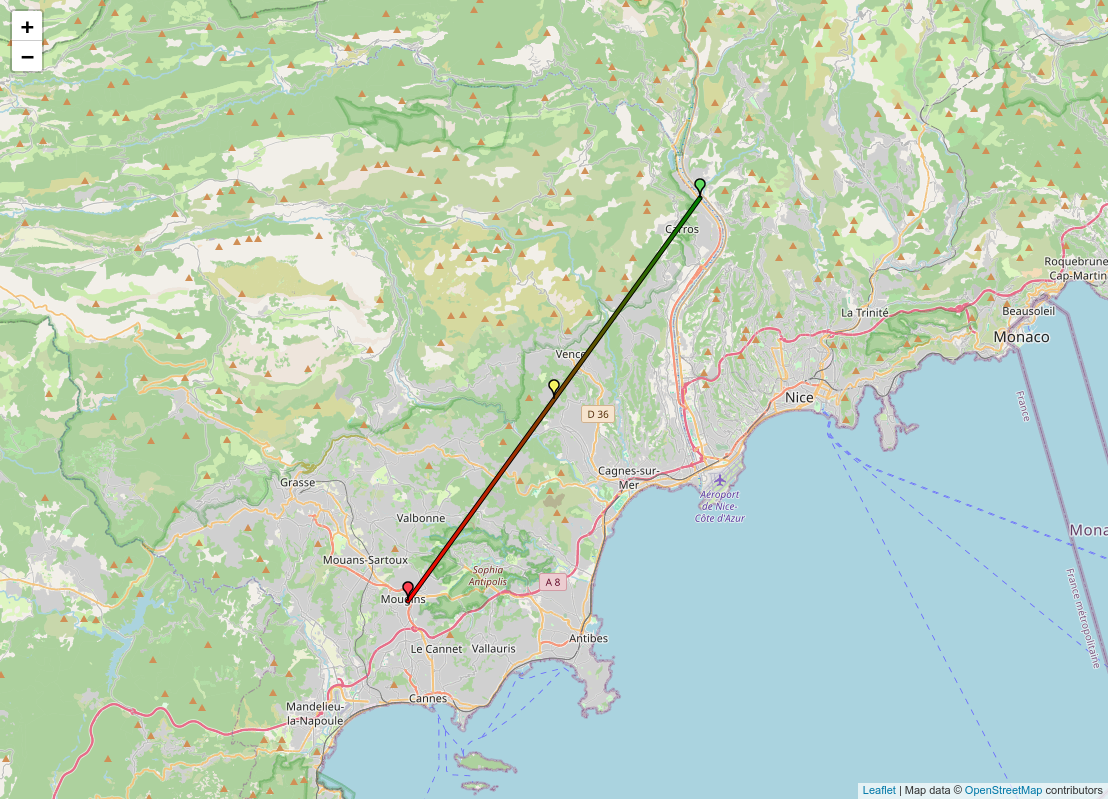 +
−
Carros
Roquebrune
Cap-Martin
La Trinité
Beausoleil
Monaco
Vence
D 36
Nice
France
Cagnes-sur-
Mer
Grasse
Aéroport
de Nice-
Côte d'Azur
Valbonne
Mona
Mouans-Sartoux
Sophia
Antipolis
A 8
Mougins
France métropolitaine
Antibes
Le Cannet
Vallauris
Cannes
Mandelieu-
la-Napoule
Leaflet | Map data © OpenStreetMap contributors